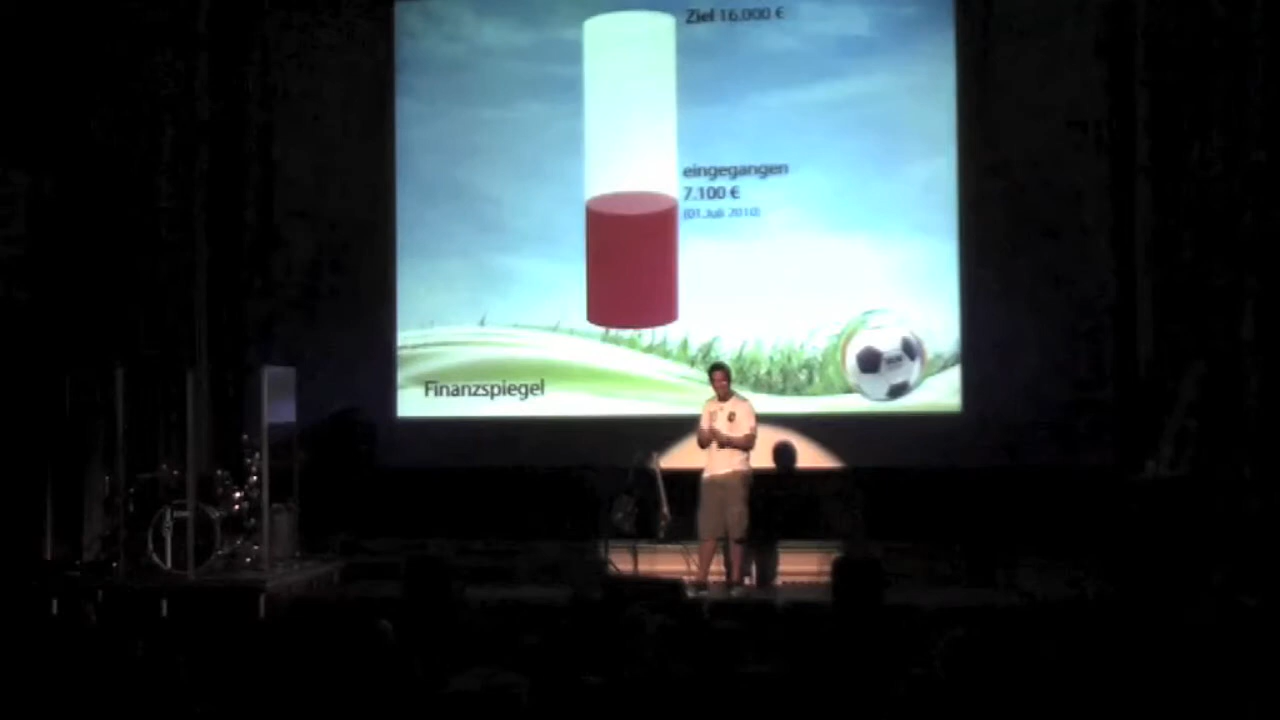 Ziel 16.000 €
eingegangen
7.100 €
(01. Juli 2010)
Finanzspiegel